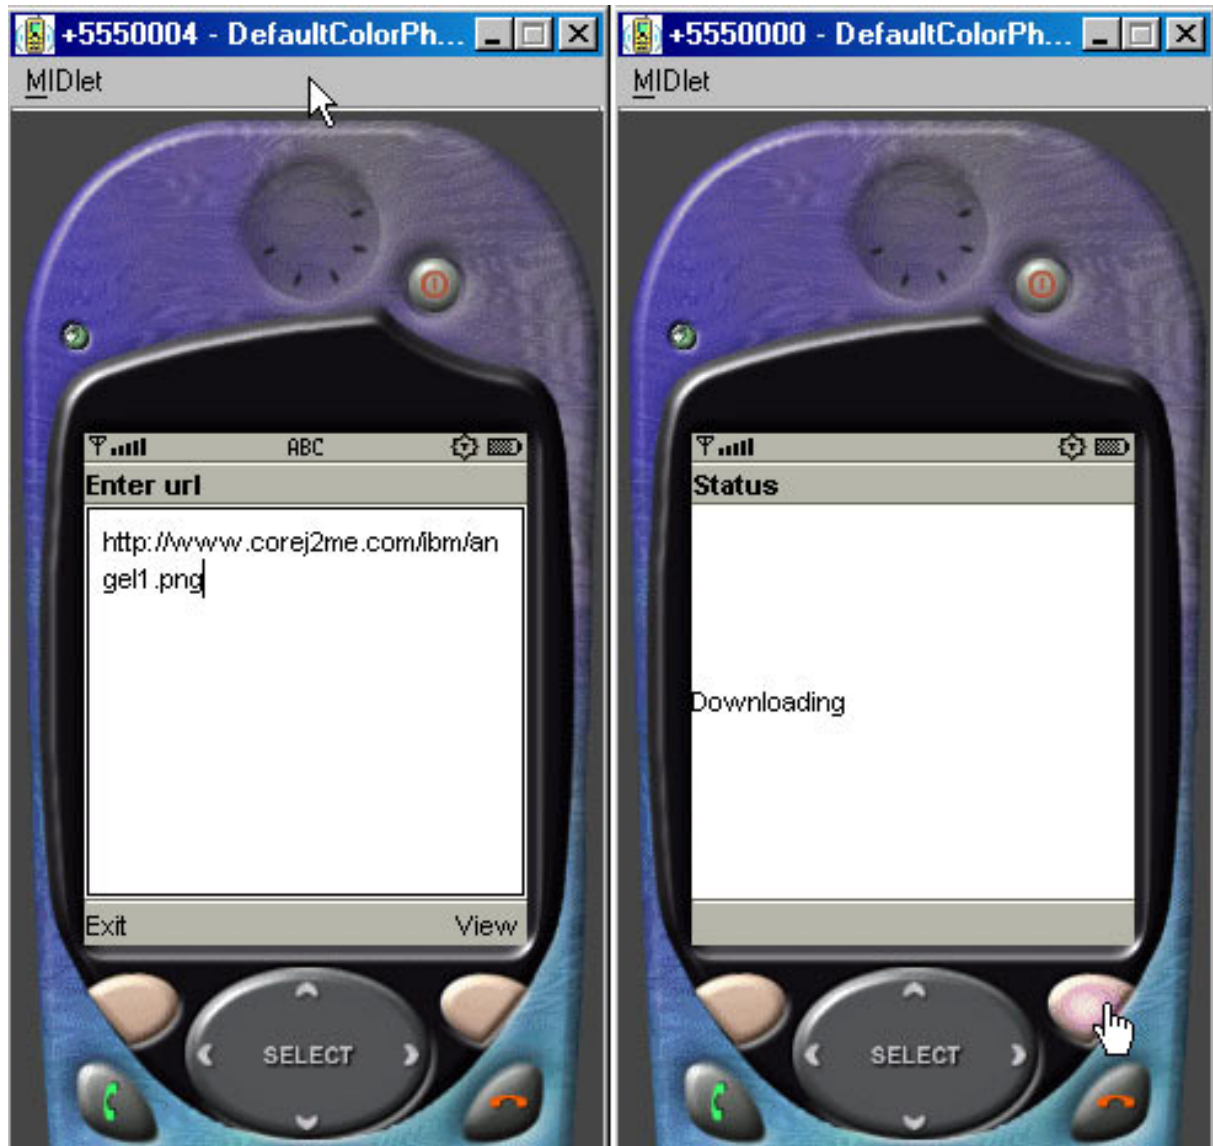 +5550004 - DefaultColorPh...
MIDlet
ABC
Enter url
http://www.corej2me.com/ibm/an
gel1.png
Exit View
SELECT
+5550000 - DefaultColorPh...
MIDlet
Status
Downloading
SELECT